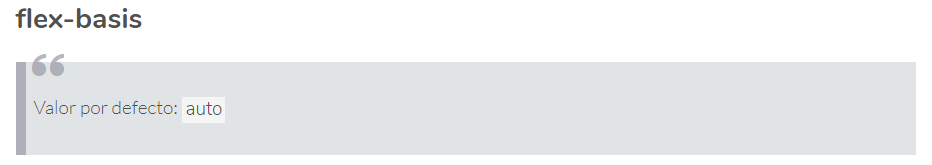 flex-basis
“
Valor por defecto: auto